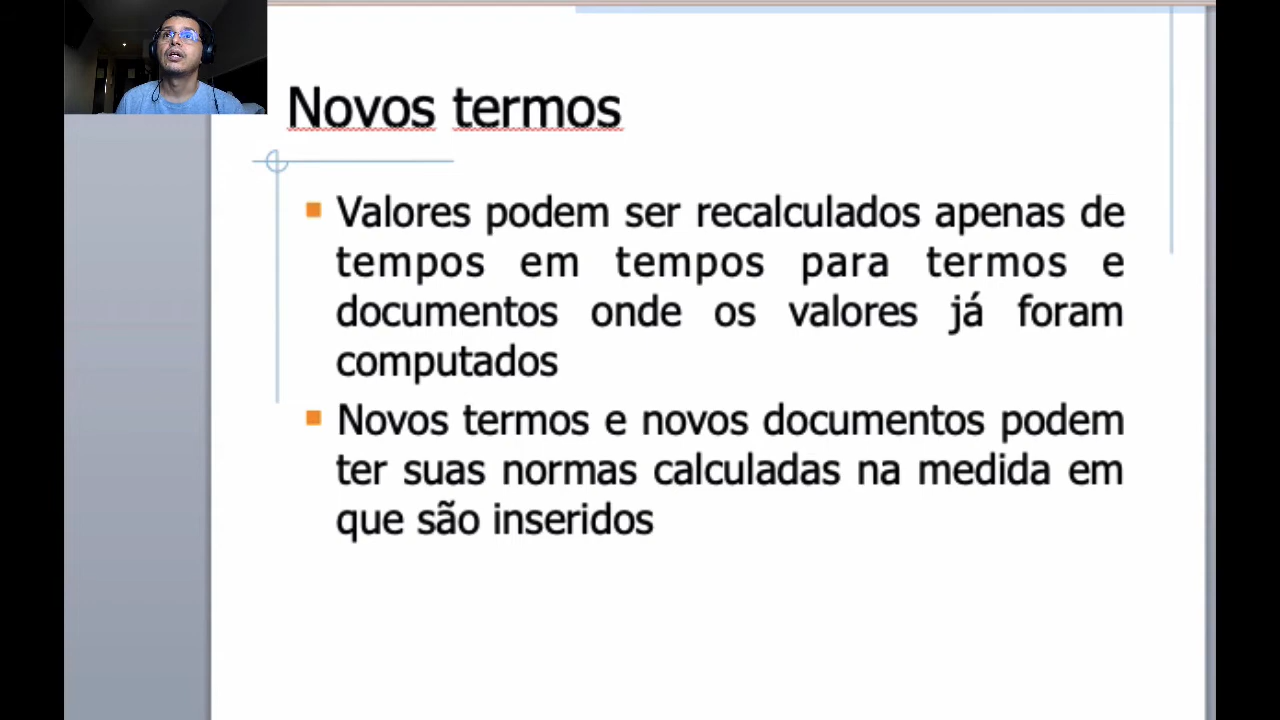 Novos termos
Valores podem ser recalculados apenas de
tempos em tempos para termos e
documentos onde os valores já foram
computados
Novos termos e novos documentos podem
ter suas normas calculadas na medida em
que são inseridos